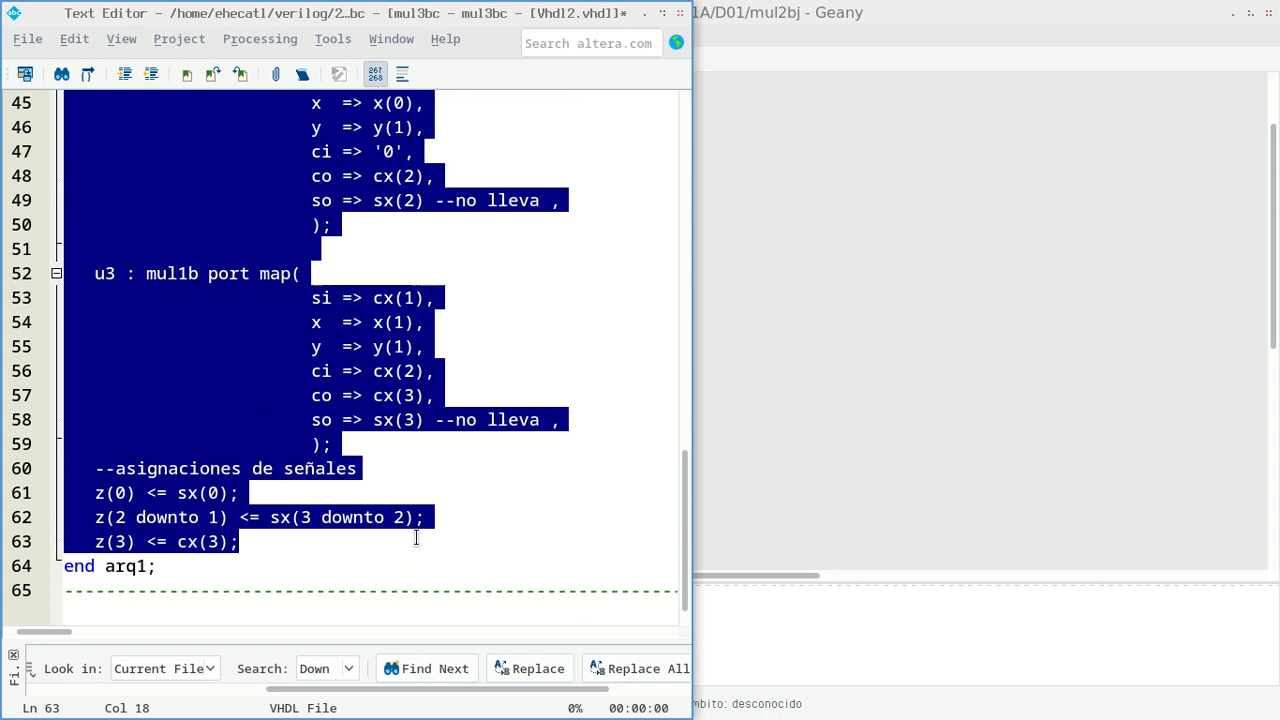 Text Editor – /home/ehecatl/verilog/2...bc – [mul3bc – mul3bc – [Vhdl2.vhd]]*
1A/D01/mul2bj - Geany
File Edit View Project Processing Tools Window Help
Search altera.com
267
268
45 x => x(0),
46 y => y(1),
47 ci => '0',
48 co => cx(2),
49 so => sx(2) --no lleva ,
50 );
51
52 u3 : mul1b port map(
53 si => cx(1),
54 x => x(1),
55 y => y(1),
56 ci => cx(2),
57 co => cx(3),
58 so => sx(3) --no lleva ,
59 );
60 --asignaciones de señales
61 z(0) <= sx(0);
62 z(2 downto 1) <= sx(3 downto 2);
63 z(3) <= cx(3);
64 end arq1;
65 ------------------------------------------------------------
Fi.. Look in: Current File Search: Down Find Next Replace Replace All
Ln 63 Col 18 VHDL File 0% 00:00:00
mbito: desconocido